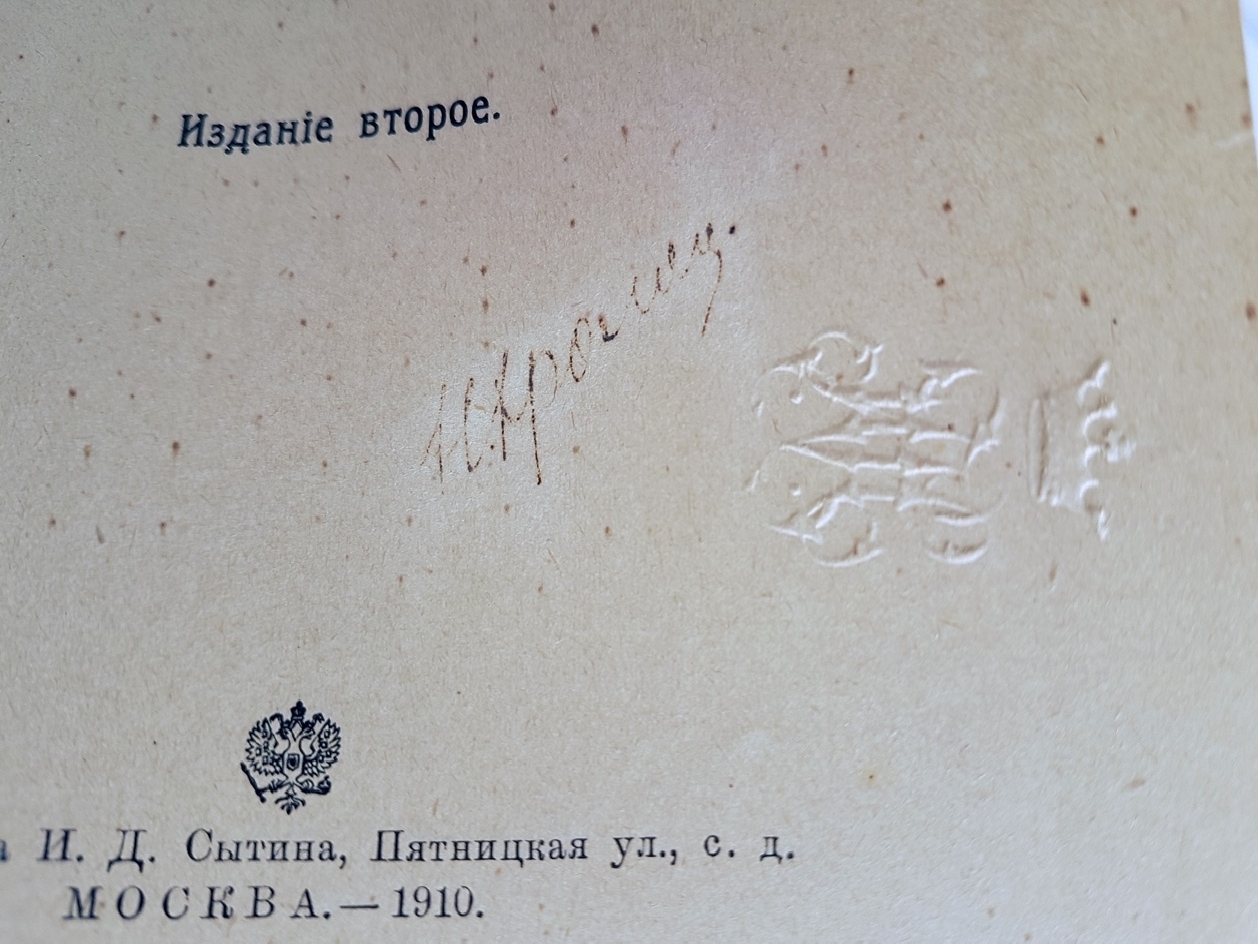 Изданіе второе.
И. Д. Сытина, Пятницкая ул., с. д.
МОСКВА.— 1910.